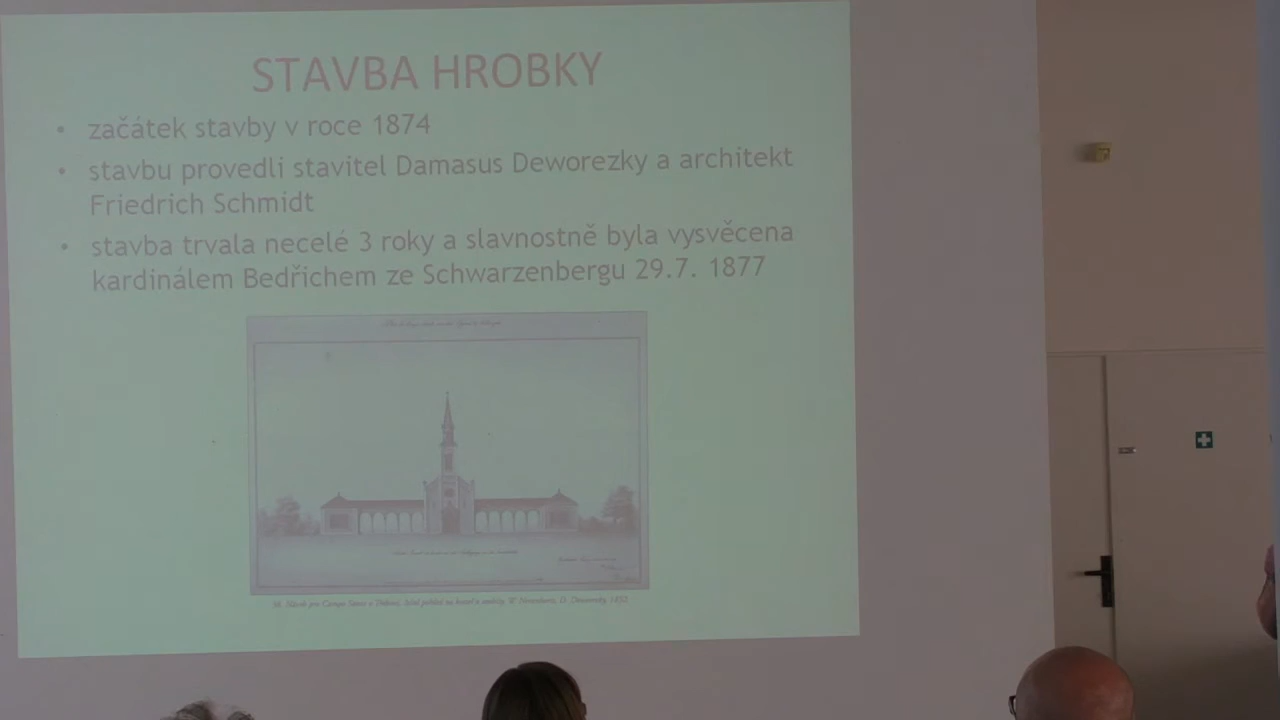 STAVBA HROBKY
• začátek stavby v roce 1874
• stavbu provedli stavitel Damasus Deworezky a architekt
Friedrich Schmidt
• stavba trvala necelé 3 roky a slavnostně byla vysvěcena
kardinálem Bedřichem ze Schwarzenbergu 29.7. 1877